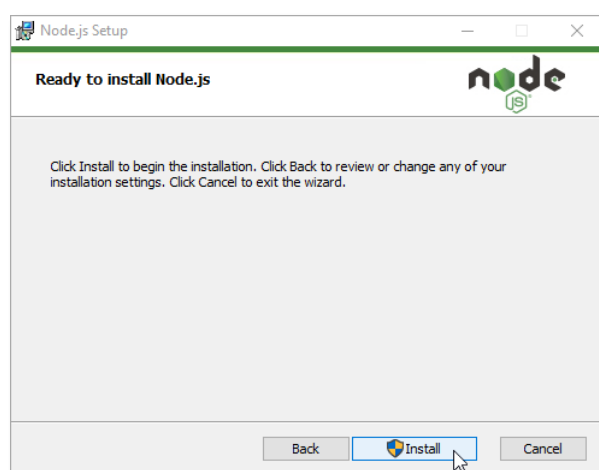 Node.js Setup
Ready to install Node.js
node
JS
Click Install to begin the installation. Click Back to review or change any of your
installation settings. Click Cancel to exit the wizard.
Back
Install
Cancel